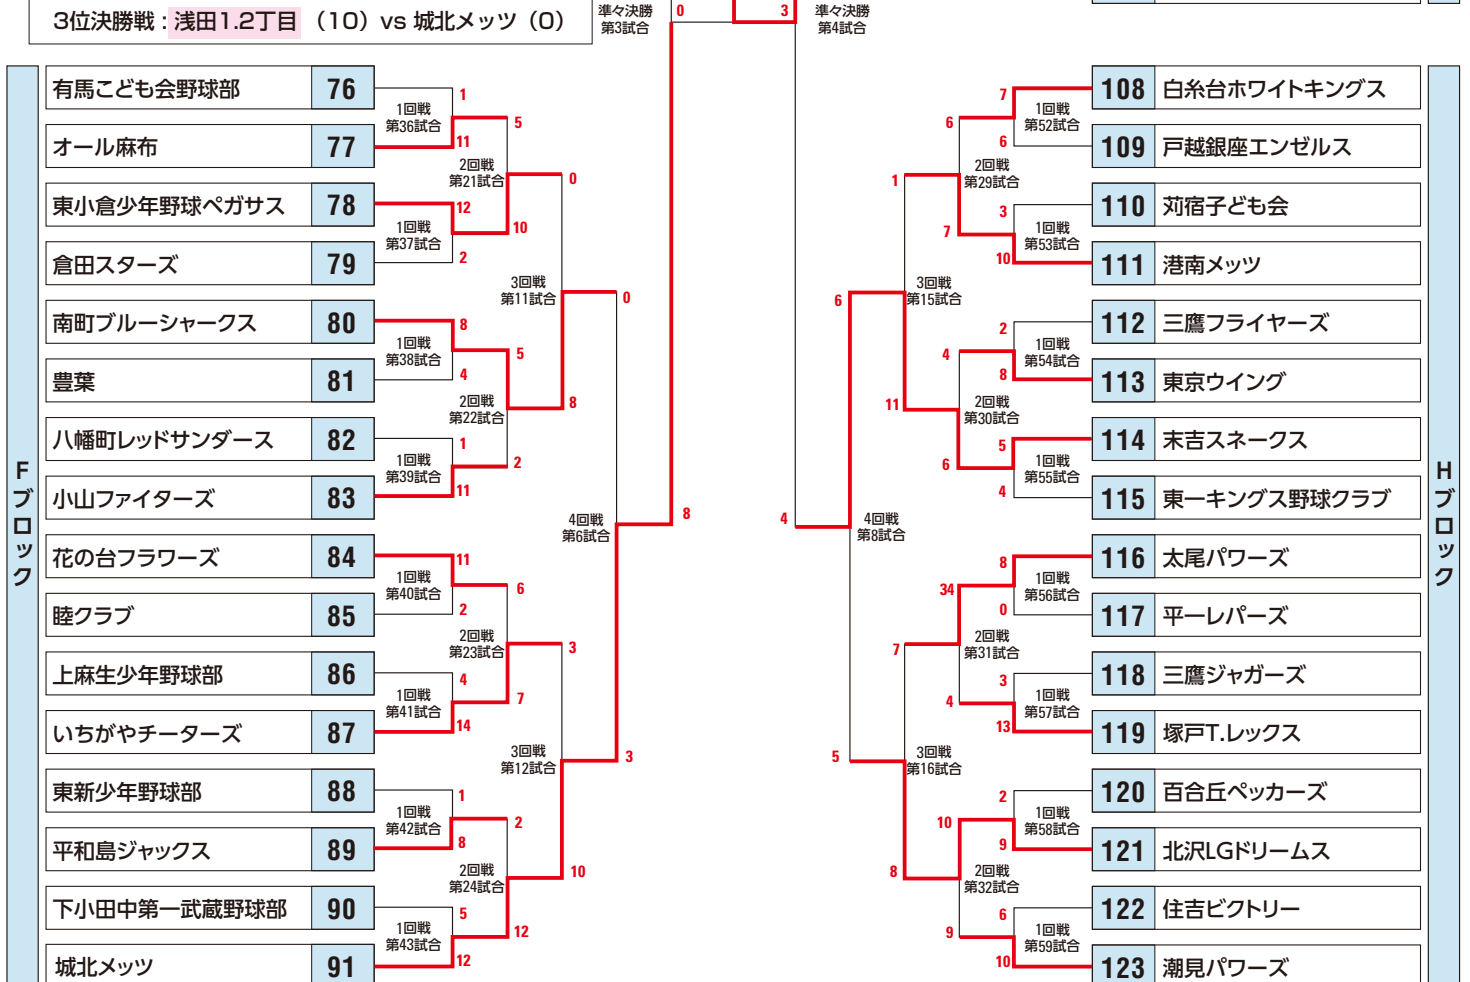 3位決勝戦：浅田1.2丁目（10）vs 城北メッツ（0）
準々決勝
第3試合
0
3
準々決勝
第4試合
Fブロック
有馬こども会野球部 76
オール麻布 77
東小倉少年野球ペガサス 78
倉田スターズ 79
南町ブルーシャークス 80
豊葉 81
八幡町レッドサンダース 82
小山ファイターズ 83
花の台フラワーズ 84
睦クラブ 85
上麻生少年野球部 86
いちがやチーターズ 87
東新少年野球部 88
平和島ジャックス 89
下小田中第一武蔵野球部 90
城北メッツ 91
1
1回戦
第36試合
11
12
1回戦
第37試合
2
8
1回戦
第38試合
4
1
1回戦
第39試合
11
11
1回戦
第40試合
2
4
1回戦
第41試合
14
1
1回戦
第42試合
8
5
1回戦
第43試合
12
5
2回戦
第21試合
10
5
2回戦
第22試合
2
6
2回戦
第23試合
7
2
2回戦
第24試合
12
0
3回戦
第11試合
8
3
3回戦
第12試合
10
0
4回戦
第6試合
3
8
4
6
4回戦
第8試合
5
1
3回戦
第15試合
11
7
3回戦
第16試合
8
6
2回戦
第29試合
7
4
2回戦
第30試合
6
34
2回戦
第31試合
4
10
2回戦
第32試合
9
7
1回戦
第52試合
6
3
1回戦
第53試合
10
2
1回戦
第54試合
8
5
1回戦
第55試合
4
8
1回戦
第56試合
0
3
1回戦
第57試合
13
2
1回戦
第58試合
9
6
1回戦
第59試合
10
108 白糸台ホワイトキングス
109 戸越銀座エンゼルス
110 苅宿子ども会
111 港南メッツ
112 三鷹フライヤーズ
113 東京ウイング
114 末吉スネークス
115 東一キングス野球クラブ
116 太尾パワーズ
117 平一レパーズ
118 三鷹ジャガーズ
119 塚戸T.レックス
120 百合丘ペッカーズ
121 北沢LGドリームス
122 住吉ビクトリー
123 潮見パワーズ
Hブロック